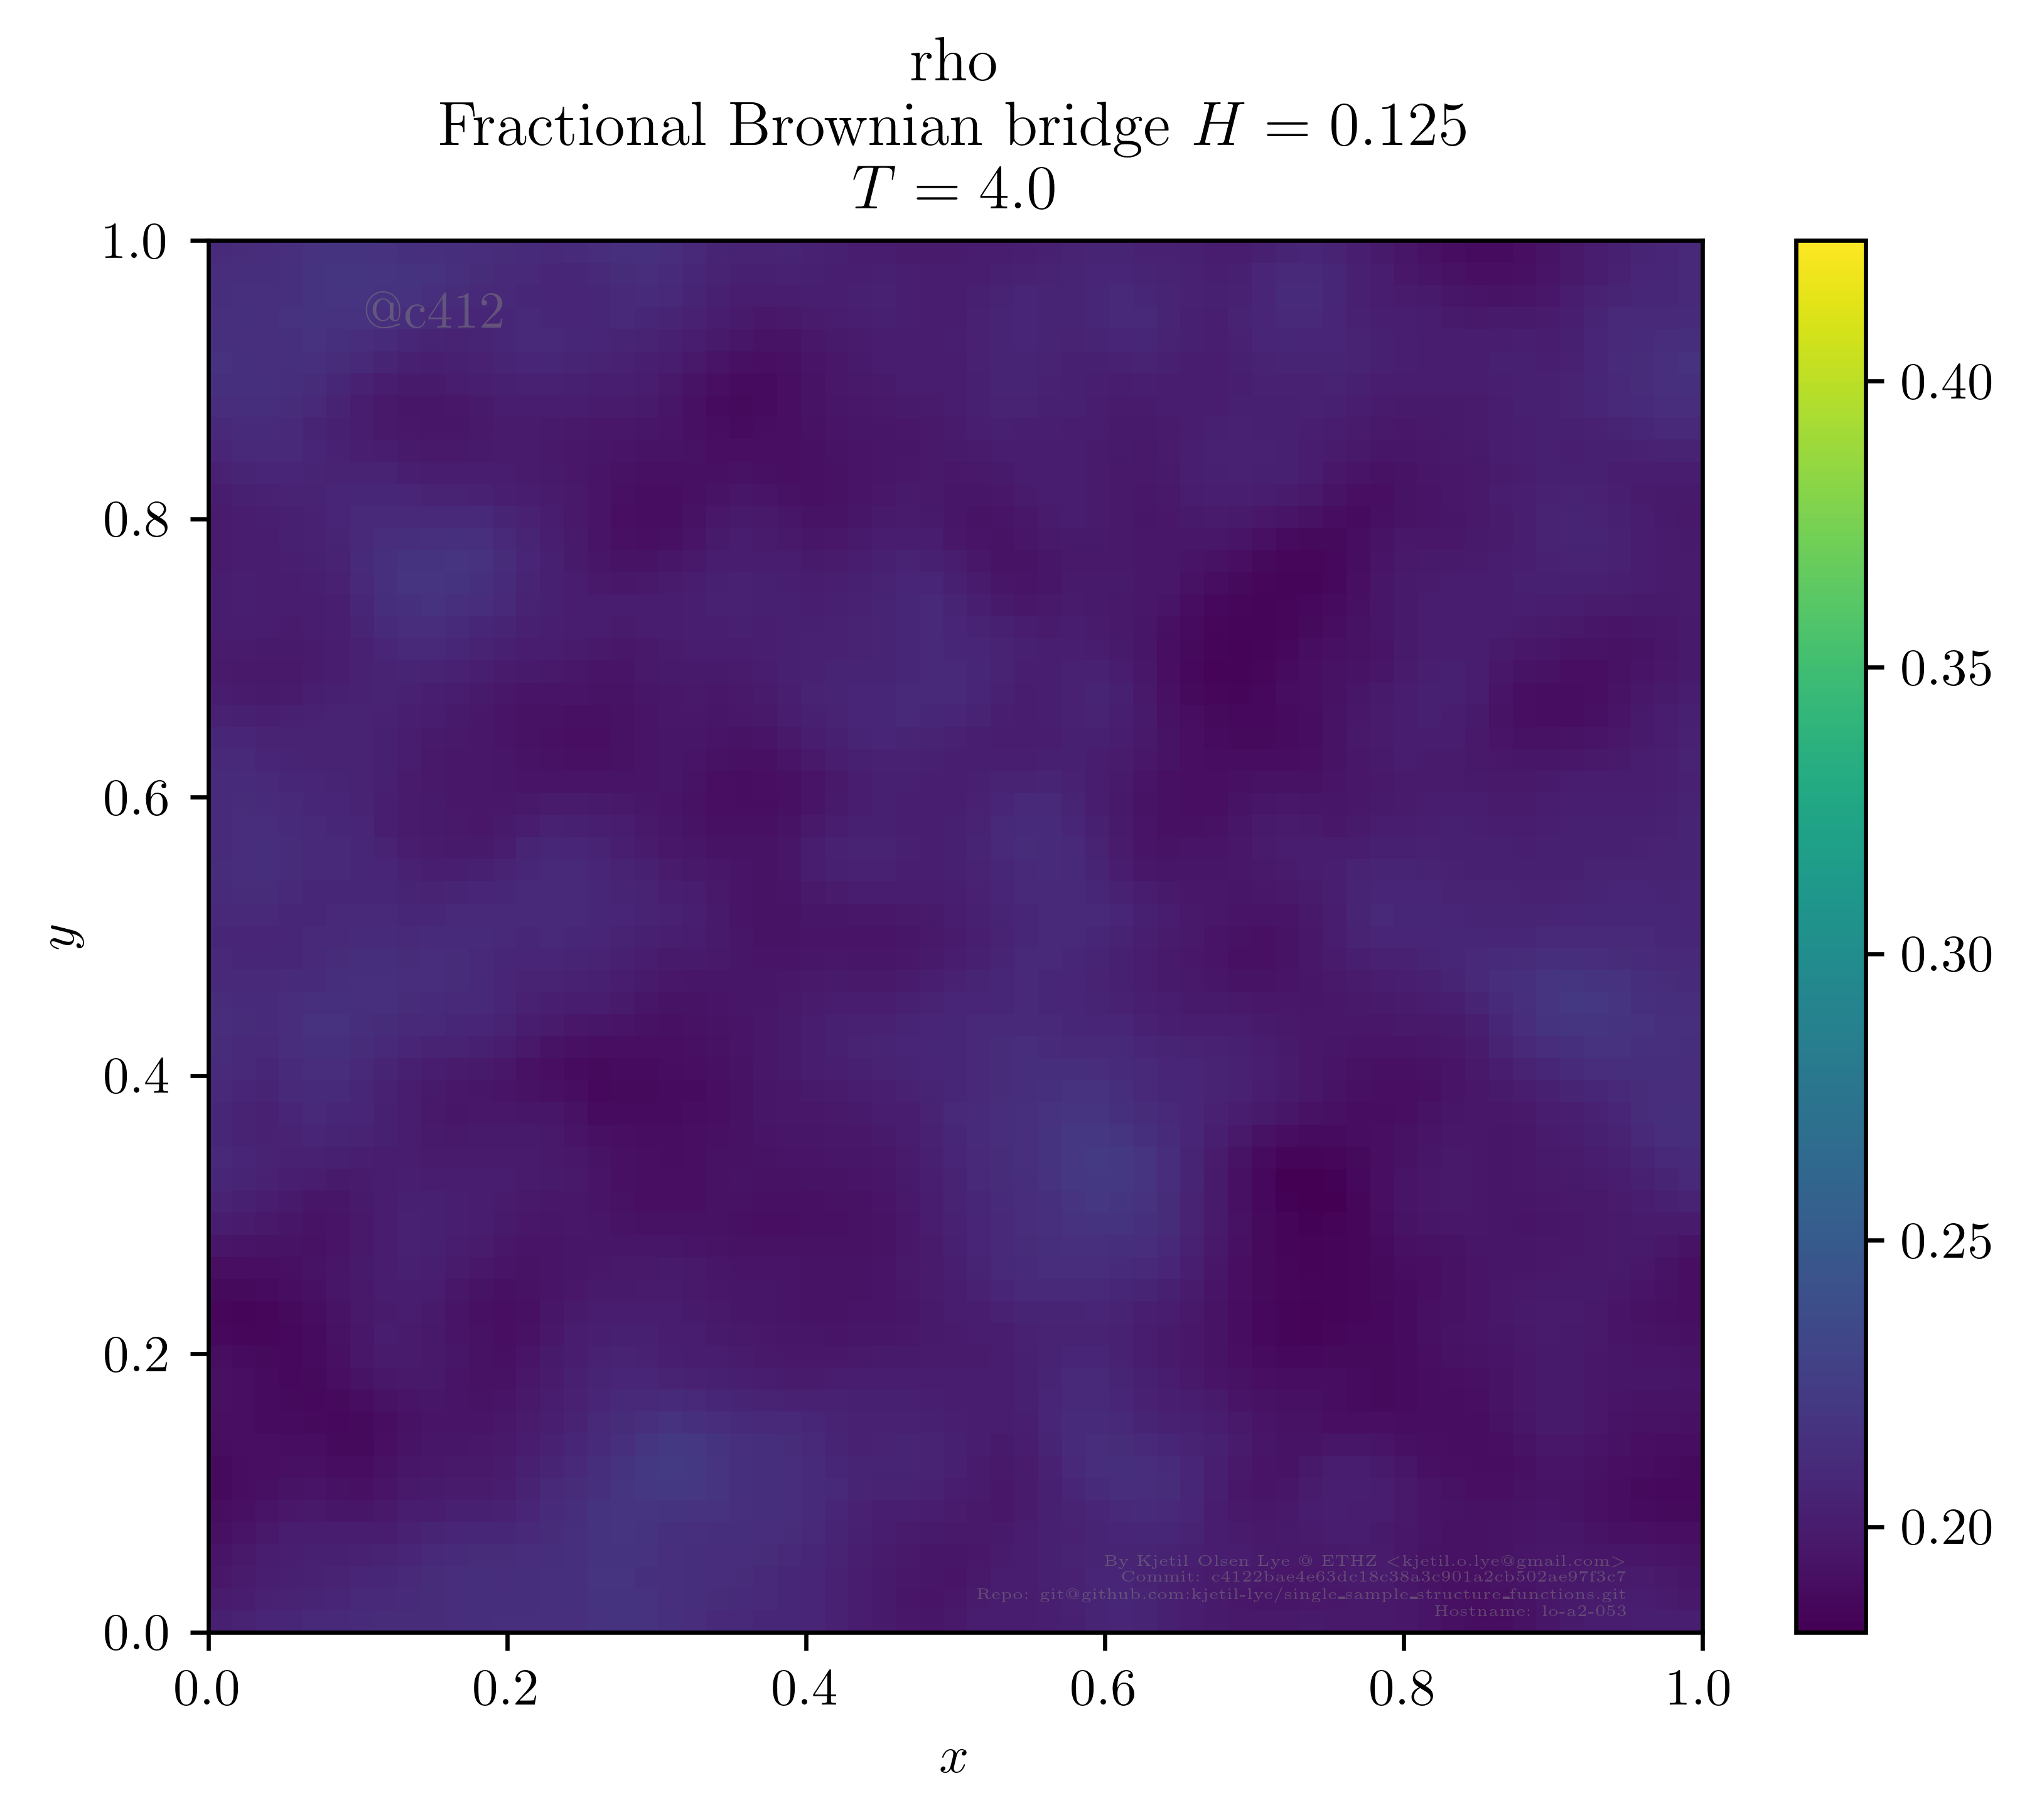 rho
Fractional Brownian bridge H = 0.125
T = 4.0
1.0
0.8
0.6
0.4
0.2
0.0
y
@c412
By Kjetil Olsen Lye @ ETHZ <kjetil.o.lye@gmail.com>
Commit: c4122bae4e63dc18c38a3c901a2cb502ae97f3c7
Repo: git@github.com:kjetil-lye/single_sample_structure_functions.git
Hostname: lo-a2-053
0.0 0.2 0.4 0.6 0.8 1.0
x
0.40
0.35
0.30
0.25
0.20